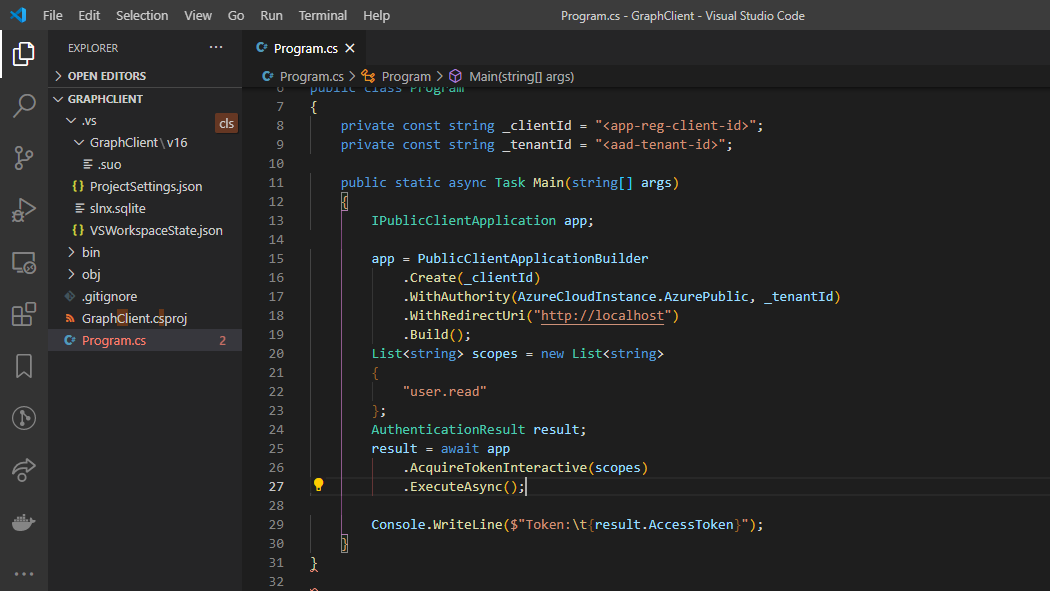 File Edit Selection View Go Run Terminal Help Program.cs - GraphClient - Visual Studio Code
EXPLORER ···
OPEN EDITORS
GRAPHCLIENT
.vs
cls
GraphClient\v16
.suo
{} ProjectSettings.json
slnx.sqlite
{} VSWorkspaceState.json
bin
obj
.gitignore
GraphClient.csproj
C# Program.cs 2
C# Program.cs ×
C# Program.cs > Program > Main(string[] args)
6 public class Program
7 {
8 private const string _clientId = "<app-reg-client-id>";
9 private const string _tenantId = "<aad-tenant-id>";
10
11 public static async Task Main(string[] args)
12 {
13 IPublicClientApplication app;
14
15 app = PublicClientApplicationBuilder
16 .Create(_clientId)
17 .WithAuthority(AzureCloudInstance.AzurePublic, _tenantId)
18 .WithRedirectUri("http://localhost")
19 .Build();
20 List<string> scopes = new List<string>
21 {
22 "user.read"
23 };
24 AuthenticationResult result;
25 result = await app
26 .AcquireTokenInteractive(scopes)
27 .ExecuteAsync();
28
29 Console.WriteLine($"Token:\t{result.AccessToken}");
30 }
31 }
32